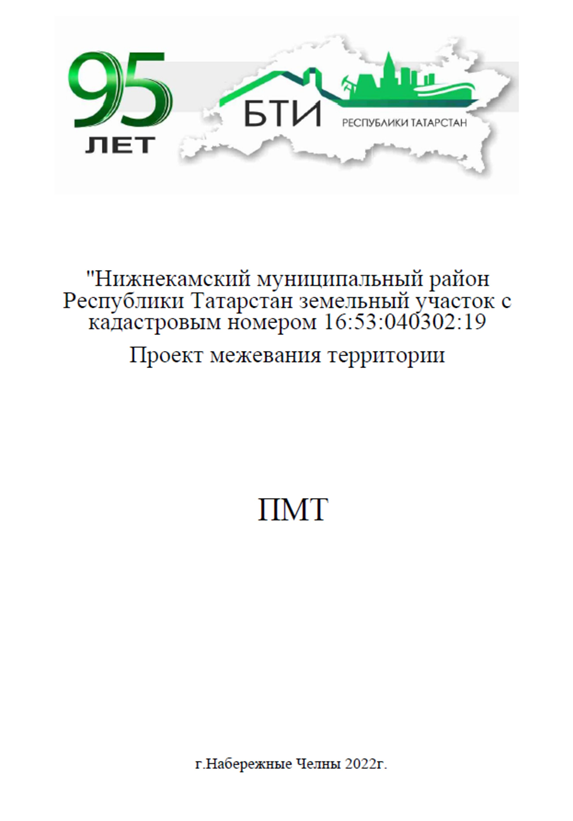 95
ЛЕТ
БТИ
РЕСПУБЛИКИ ТАТАРСТАН
"Нижнекамский муниципальный район
Республики Татарстан земельный участок с
кадастровым номером 16:53:040302:19
Проект межевания территории
ПМТ
г.Набережные Челны 2022г.